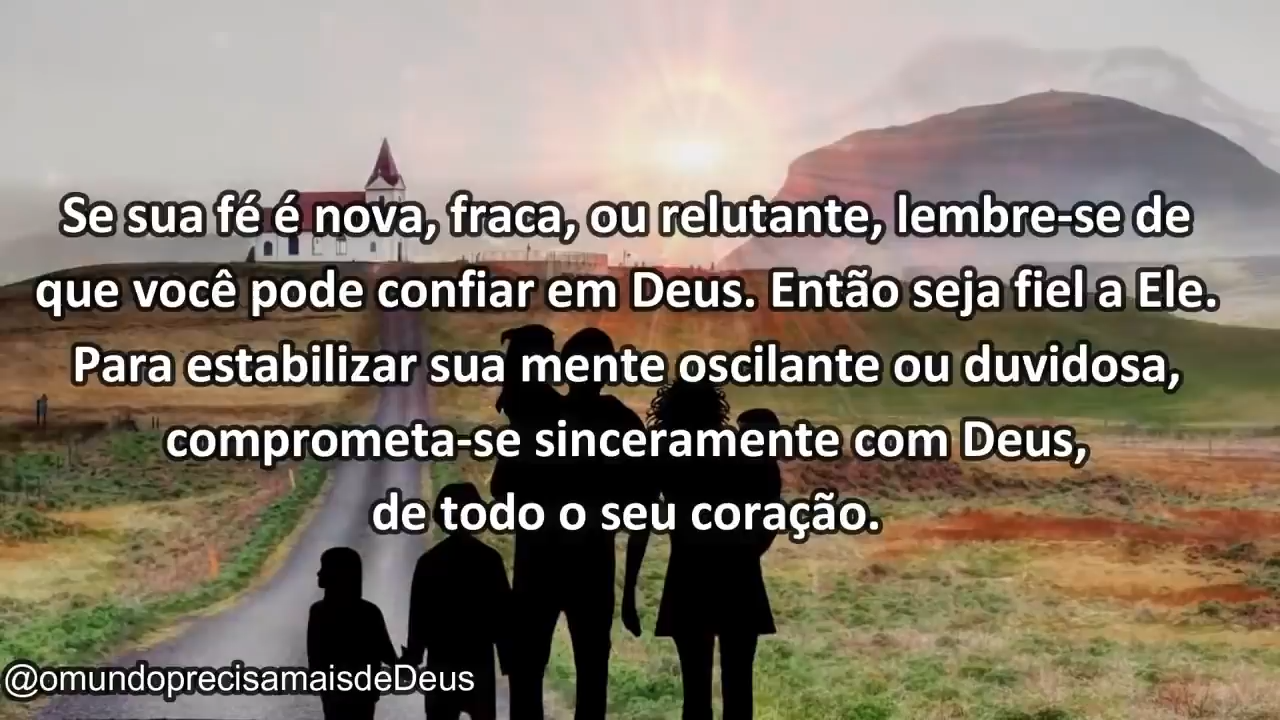 Se sua fé é nova, fraca, ou relutante, lembre-se de
que você pode confiar em Deus. Então seja fiel a Ele.
Para estabilizar sua mente oscilante ou duvidosa,
comprometa-se sinceramente com Deus,
de todo o seu coração.
@omundoprecisamaisdeDeus